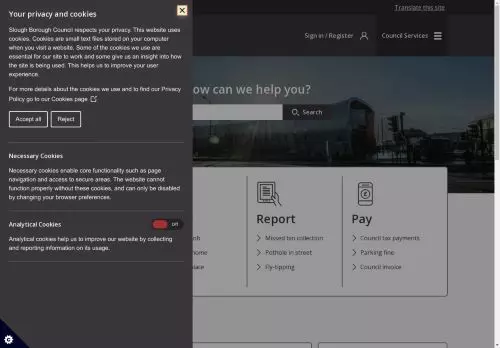 Translate this site
Your privacy and cookies
Slough Borough Council respects your privacy. This website uses
cookies. Cookies are small text files stored on your computer
when you visit a website. Some of the cookies we use are
essential for our site to work and some give us an insight into how
the site is being used. This helps us to improve your user
experience.
For more details about the cookies we use and to find our Privacy
Policy go to our Cookies page
Accept all
Reject
Necessary Cookies
Necessary cookies enable core functionality such as page
navigation and access to secure areas. The website cannot
function properly without these cookies, and can only be disabled
by changing your browser preferences.
Analytical Cookies
Off
Analytical cookies help us to improve our website by collecting
and reporting information on its usage.
Sign in / Register
Council Services
ow can we help you?
Search
Report
Missed bin collection
Pothole in street
Fly-tipping
Pay
Council tax payments
Parking fine
Council invoice